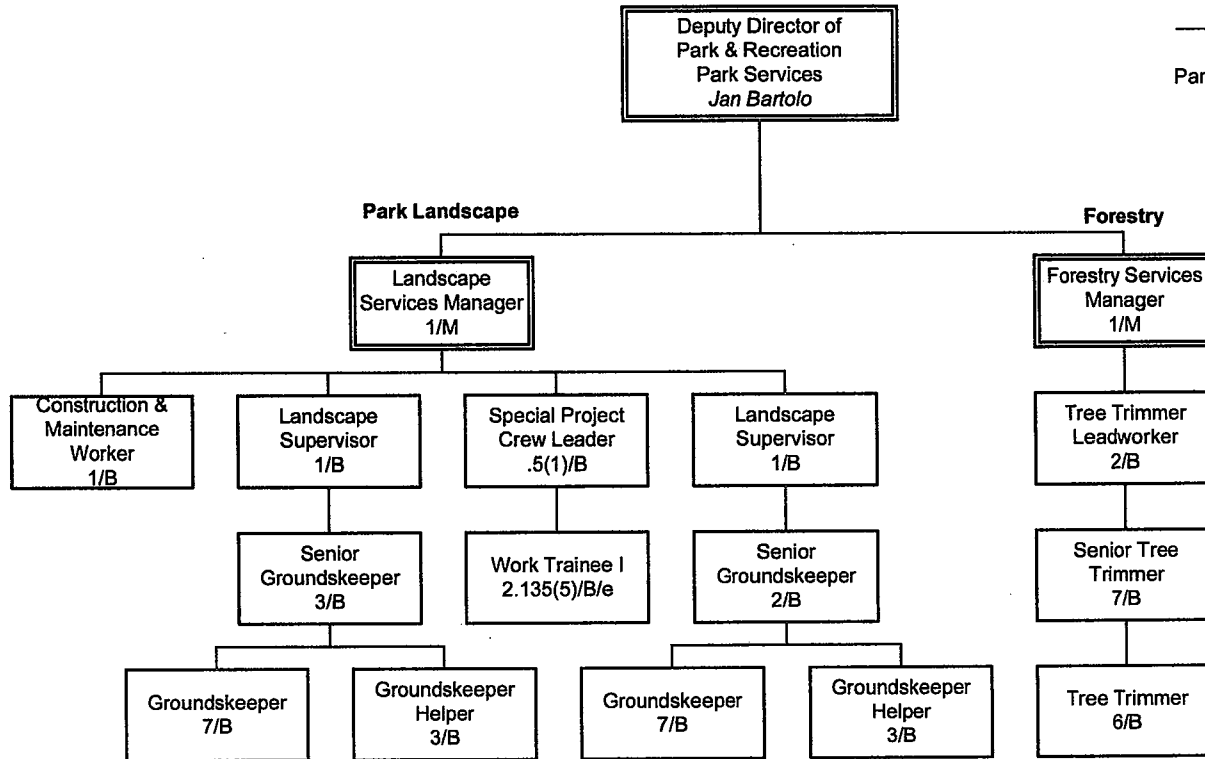 Deputy Director of
Park & Recreation
Park Services
Jan Bartolo
Par
Park Landscape
Forestry
Landscape
Services Manager
1/M
Forestry Services
Manager
1/M
Construction &
Maintenance
Worker
1/B
Landscape
Supervisor
1/B
Special Project
Crew Leader
.5(1)/B
Landscape
Supervisor
1/B
Tree Trimmer
Leadworker
2/B
Senior
Groundskeeper
3/B
Work Trainee I
2.135(5)/B/e
Senior
Groundskeeper
2/B
Senior Tree
Trimmer
7/B
Groundskeeper
7/B
Groundskeeper
Helper
3/B
Groundskeeper
7/B
Groundskeeper
Helper
3/B
Tree Trimmer
6/B